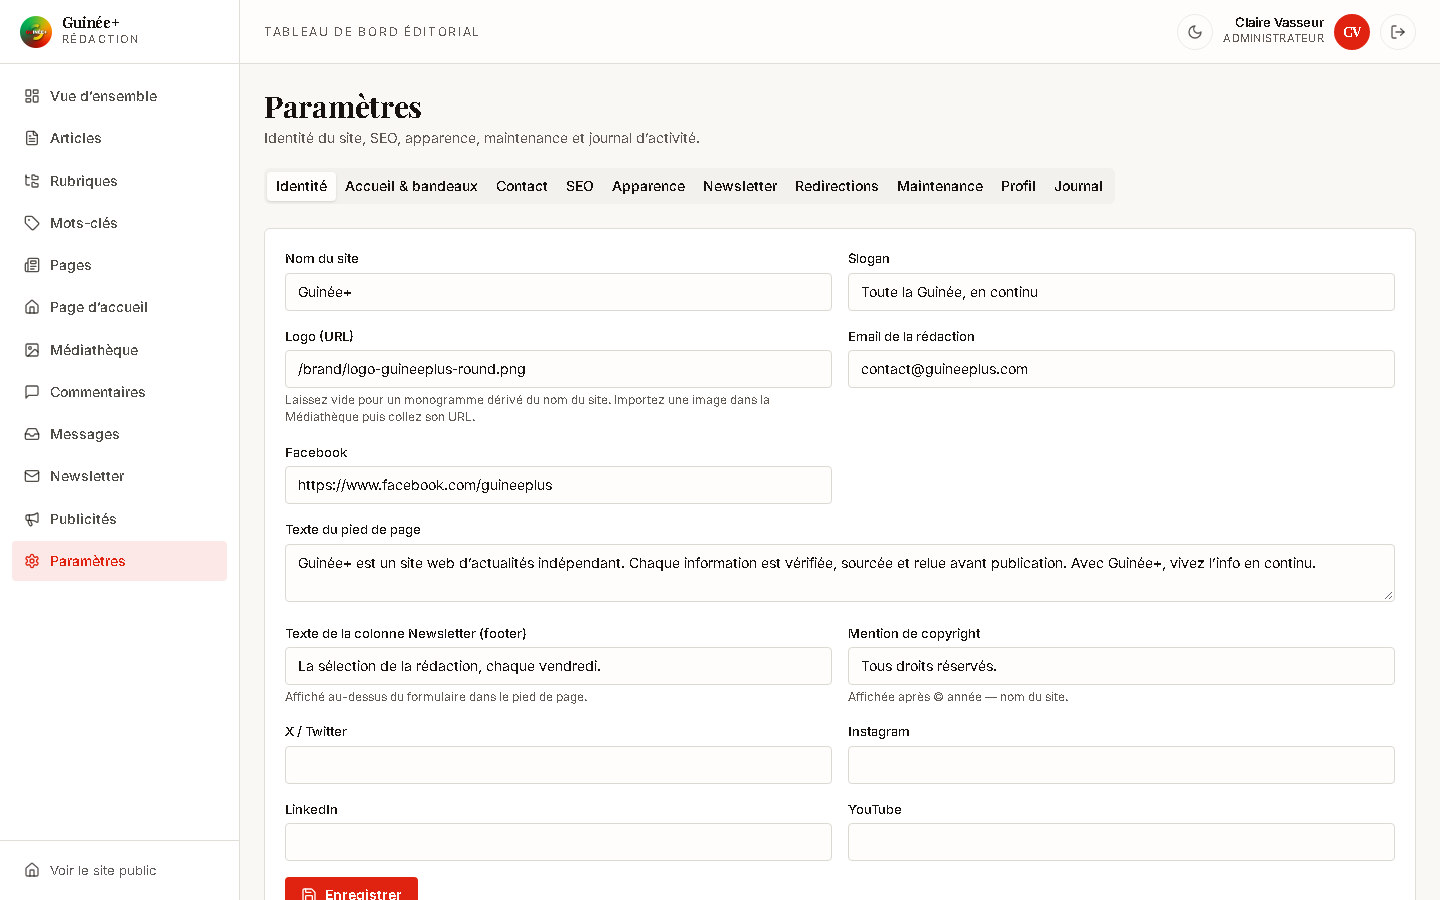 Guinée+
RÉDACTION
TABLEAU DE BORD ÉDITORIAL
Claire Vasseur
ADMINISTRATEUR
CV
Vue d'ensemble
Articles
Rubriques
Mots-clés
Pages
Page d'accueil
Médiathèque
Commentaires
Messages
Newsletter
Publicités
Paramètres
Voir le site public
Paramètres
Identité du site, SEO, apparence, maintenance et journal d'activité.
Identité Accueil & bandeaux Contact SEO Apparence Newsletter Redirections Maintenance Profil Journal
Nom du site
Guinée+
Slogan
Toute la Guinée, en continu
Logo (URL)
/brand/logo-guineeplus-round.png
Laissez vide pour un monogramme dérivé du nom du site. Importez une image dans la
Médiathèque puis collez son URL.
Email de la rédaction
contact@guineeplus.com
Facebook
https://www.facebook.com/guineeplus
Texte du pied de page
Guinée+ est un site web d'actualités indépendant. Chaque information est vérifiée, sourcée et relue avant publication. Avec Guinée+, vivez l'info en continu.
Texte de la colonne Newsletter (footer)
La sélection de la rédaction, chaque vendredi.
Affiché au-dessus du formulaire dans le pied de page.
Mention de copyright
Tous droits réservés.
Affichée après © année — nom du site.
X / Twitter
Instagram
LinkedIn
YouTube
Enregistrer